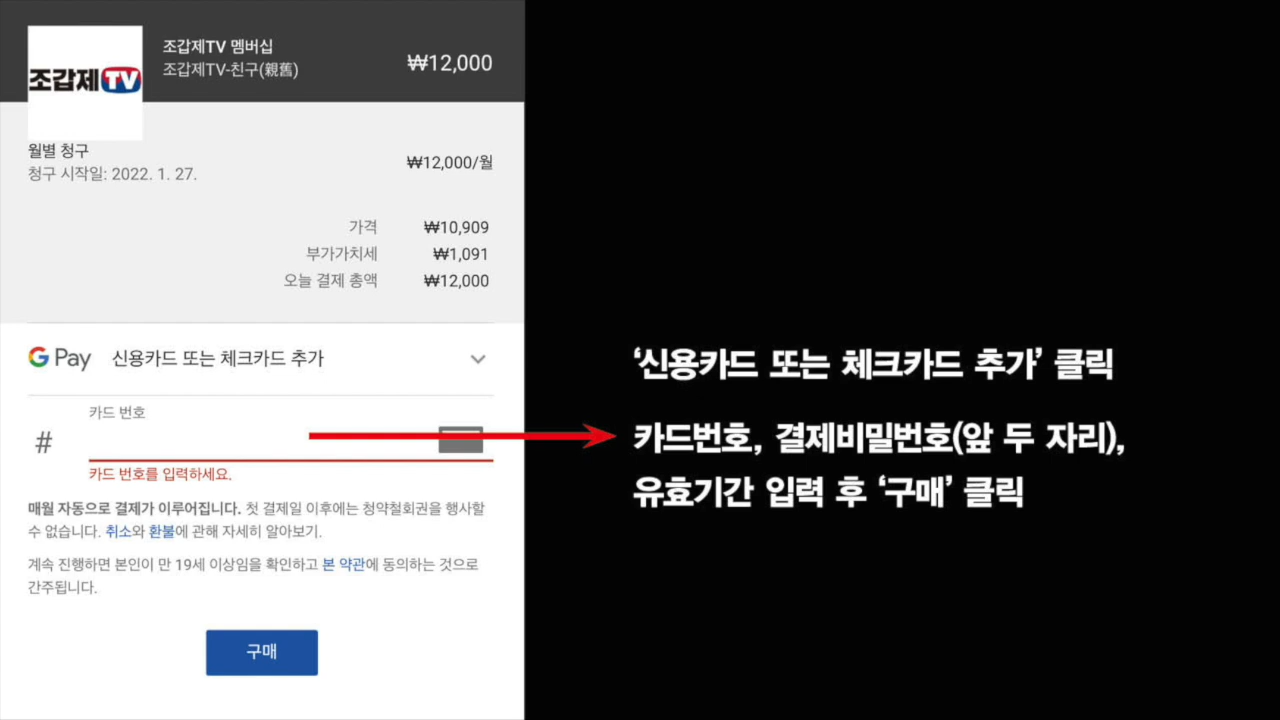 조갑제TV
조갑제TV 멤버십
조갑제TV-친구(親舊)
₩12,000
월별 청구
청구 시작일: 2022. 1. 27.
₩12,000/월
가격 ₩10,909
부가가치세 ₩1,091
오늘 결제 총액 ₩12,000
G Pay 신용카드 또는 체크카드 추가
카드 번호
#
카드 번호를 입력하세요.
매월 자동으로 결제가 이루어집니다. 첫 결제일 이후에는 청약철회권을 행사할
수 없습니다. 취소와 환불에 관해 자세히 알아보기.
계속 진행하면 본인이 만 19세 이상임을 확인하고 본 약관에 동의하는 것으로
간주됩니다.
구매
‘신용카드 또는 체크카드 추가’ 클릭
카드번호, 결제비밀번호(앞 두 자리),
유효기간 입력 후 ‘구매’ 클릭